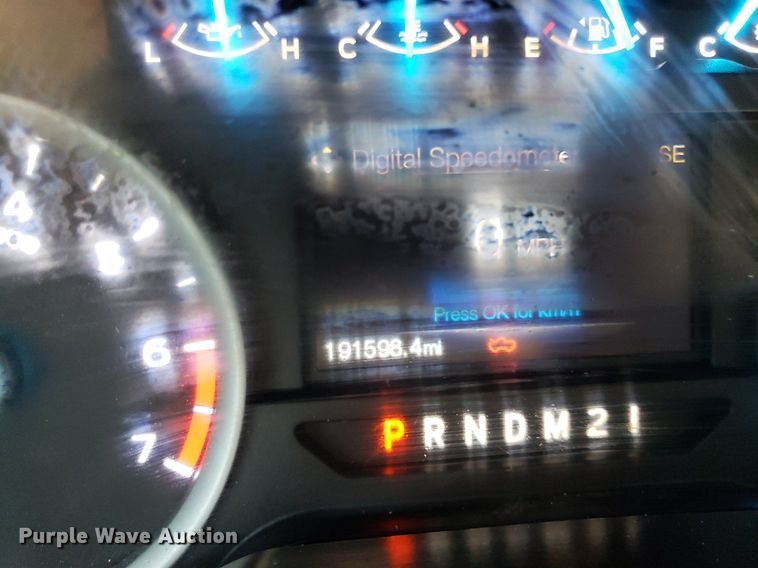 L H C H E F C
Digital Speedometer SE
4
5
0 MPH
Press OK for km/h
6
191598.4mi
P R N D M 2 1
7
Purple Wave Auction